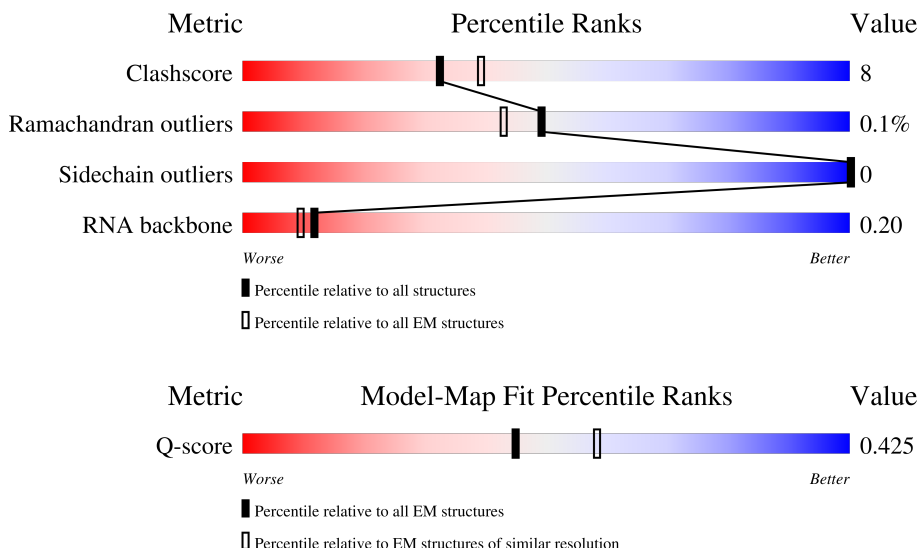 Metric Percentile Ranks Value
Clashscore 8
Ramachandran outliers 0.1%
Sidechain outliers 0
RNA backbone 0.20
Worse Better
Percentile relative to all structures
Percentile relative to all EM structures
Metric Model-Map Fit Percentile Ranks Value
Q-score 0.425
Worse Better
Percentile relative to all EM structures
Percentile relative to EM structures of similar resolution